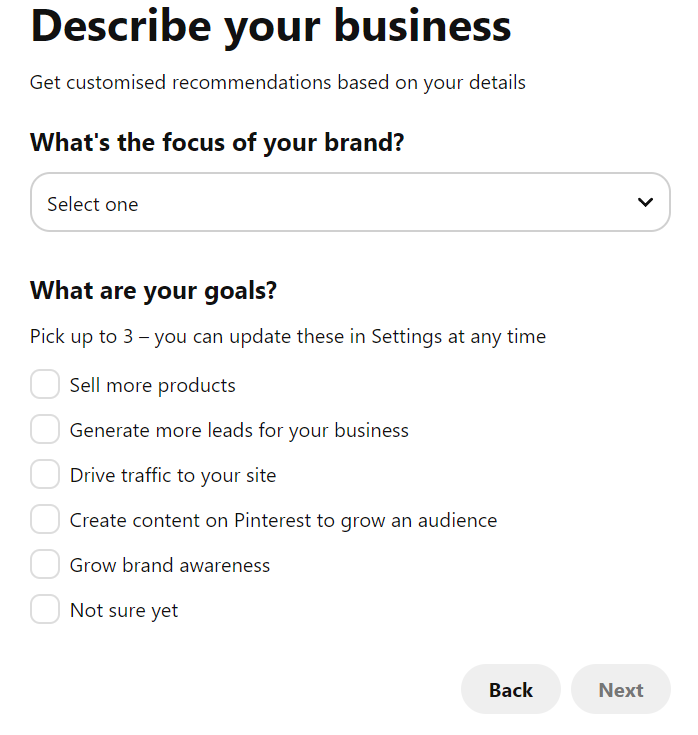 Describe your business
Get customised recommendations based on your details
What's the focus of your brand?
Select one
What are your goals?
Pick up to 3 – you can update these in Settings at any time
Sell more products
Generate more leads for your business
Drive traffic to your site
Create content on Pinterest to grow an audience
Grow brand awareness
Not sure yet
Back Next